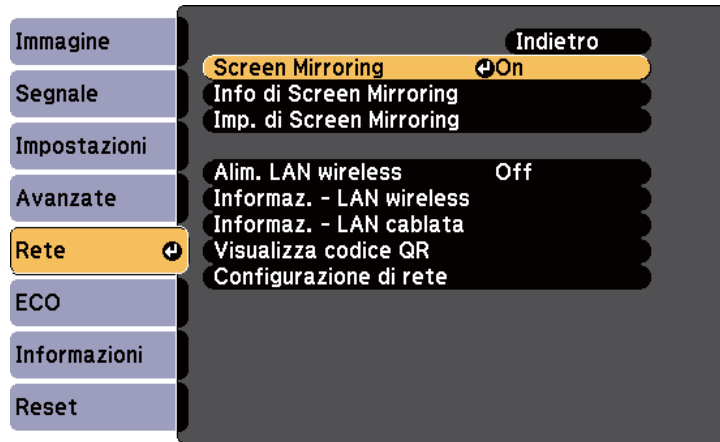 Immagine
Segnale
Impostazioni
Avanzate
Rete
ECO
Informazioni
Reset
Indietro
Screen Mirroring On
Info di Screen Mirroring
Imp. di Screen Mirroring
Alim. LAN wireless Off
Informaz. - LAN wireless
Informaz. - LAN cablata
Visualizza codice QR
Configurazione di rete